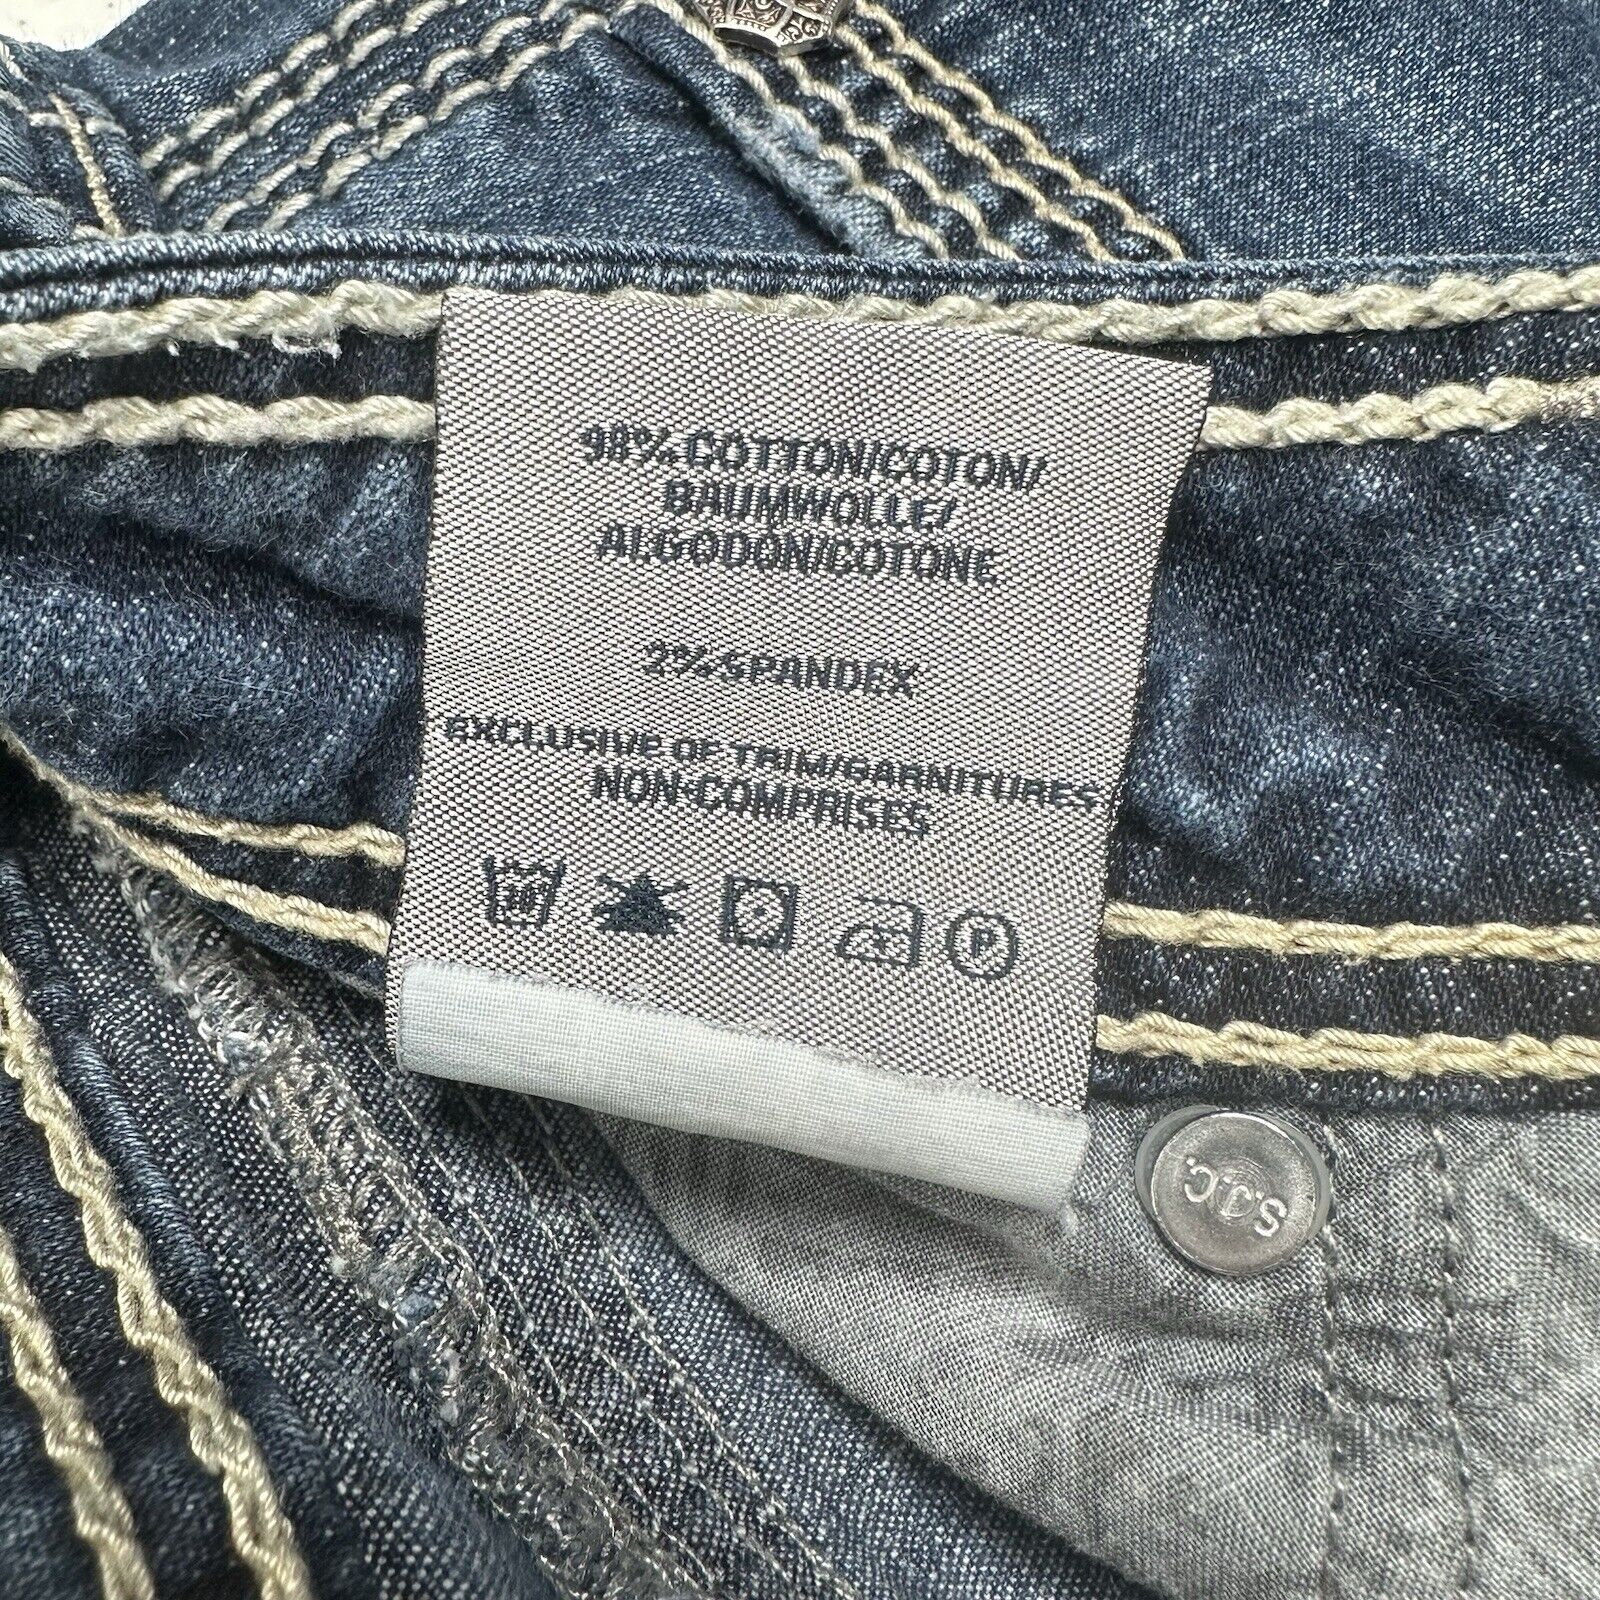 98% COTTON/COTON/
BAUMWOLLE/
ALGODON/COTONE
2% SPANDEX
EXCLUSIVE OF TRIM/GARNITURES
NON-COMPRISES
P
S.J.C.